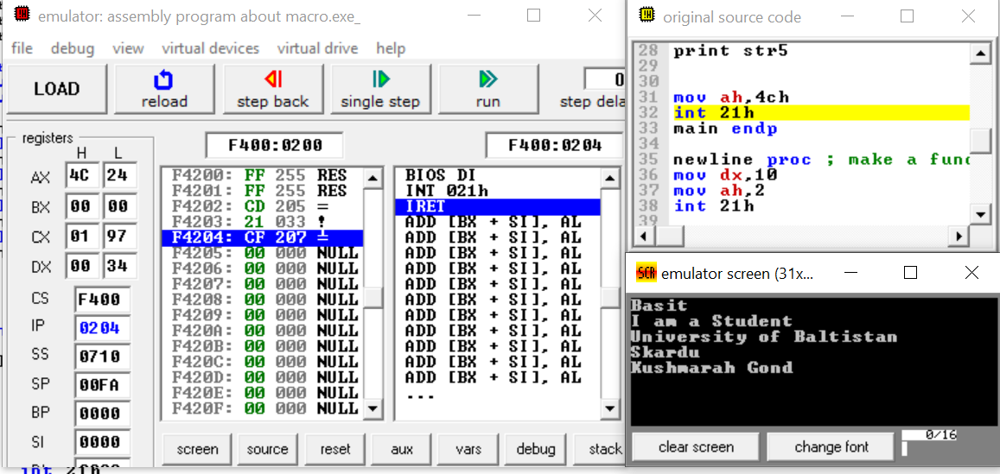 emulator: assembly program about macro.exe_
file debug view virtual devices virtual drive help
LOAD reload step back single step run step dela 0
registers
F400:0200 F400:0204
H L
AX 4C 24
BX 00 00
CX 01 97
DX 00 34
CS F400
IP 0204
SS 0710
SP 00FA
BP 0000
SI 0000
F4200: FF 255 RES
F4201: FF 255 RES
F4202: CD 205 =
F4203: 21 033 !
F4204: CF 207 ╧
F4205: 00 000 NULL
F4206: 00 000 NULL
F4207: 00 000 NULL
F4208: 00 000 NULL
F4209: 00 000 NULL
F420A: 00 000 NULL
F420B: 00 000 NULL
F420C: 00 000 NULL
F420D: 00 000 NULL
F420E: 00 000 NULL
F420F: 00 000 NULL
BIOS DI
INT 021h
IRET
ADD [BX + SI], AL
ADD [BX + SI], AL
ADD [BX + SI], AL
ADD [BX + SI], AL
ADD [BX + SI], AL
ADD [BX + SI], AL
ADD [BX + SI], AL
ADD [BX + SI], AL
ADD [BX + SI], AL
ADD [BX + SI], AL
ADD [BX + SI], AL
...
screen source reset aux vars debug stack
int 21h
original source code
28 print str5
29
30
31 mov ah,4ch
32 int 21h
33 main endp
34
35 newline proc ; make a func
36 mov dx,10
37 mov ah,2
38 int 21h
39
SCR emulator screen (31x...
Basit
I am a Student
University of Baltistan
Skardu
Kushmarah Gond
clear screen change font 0/16